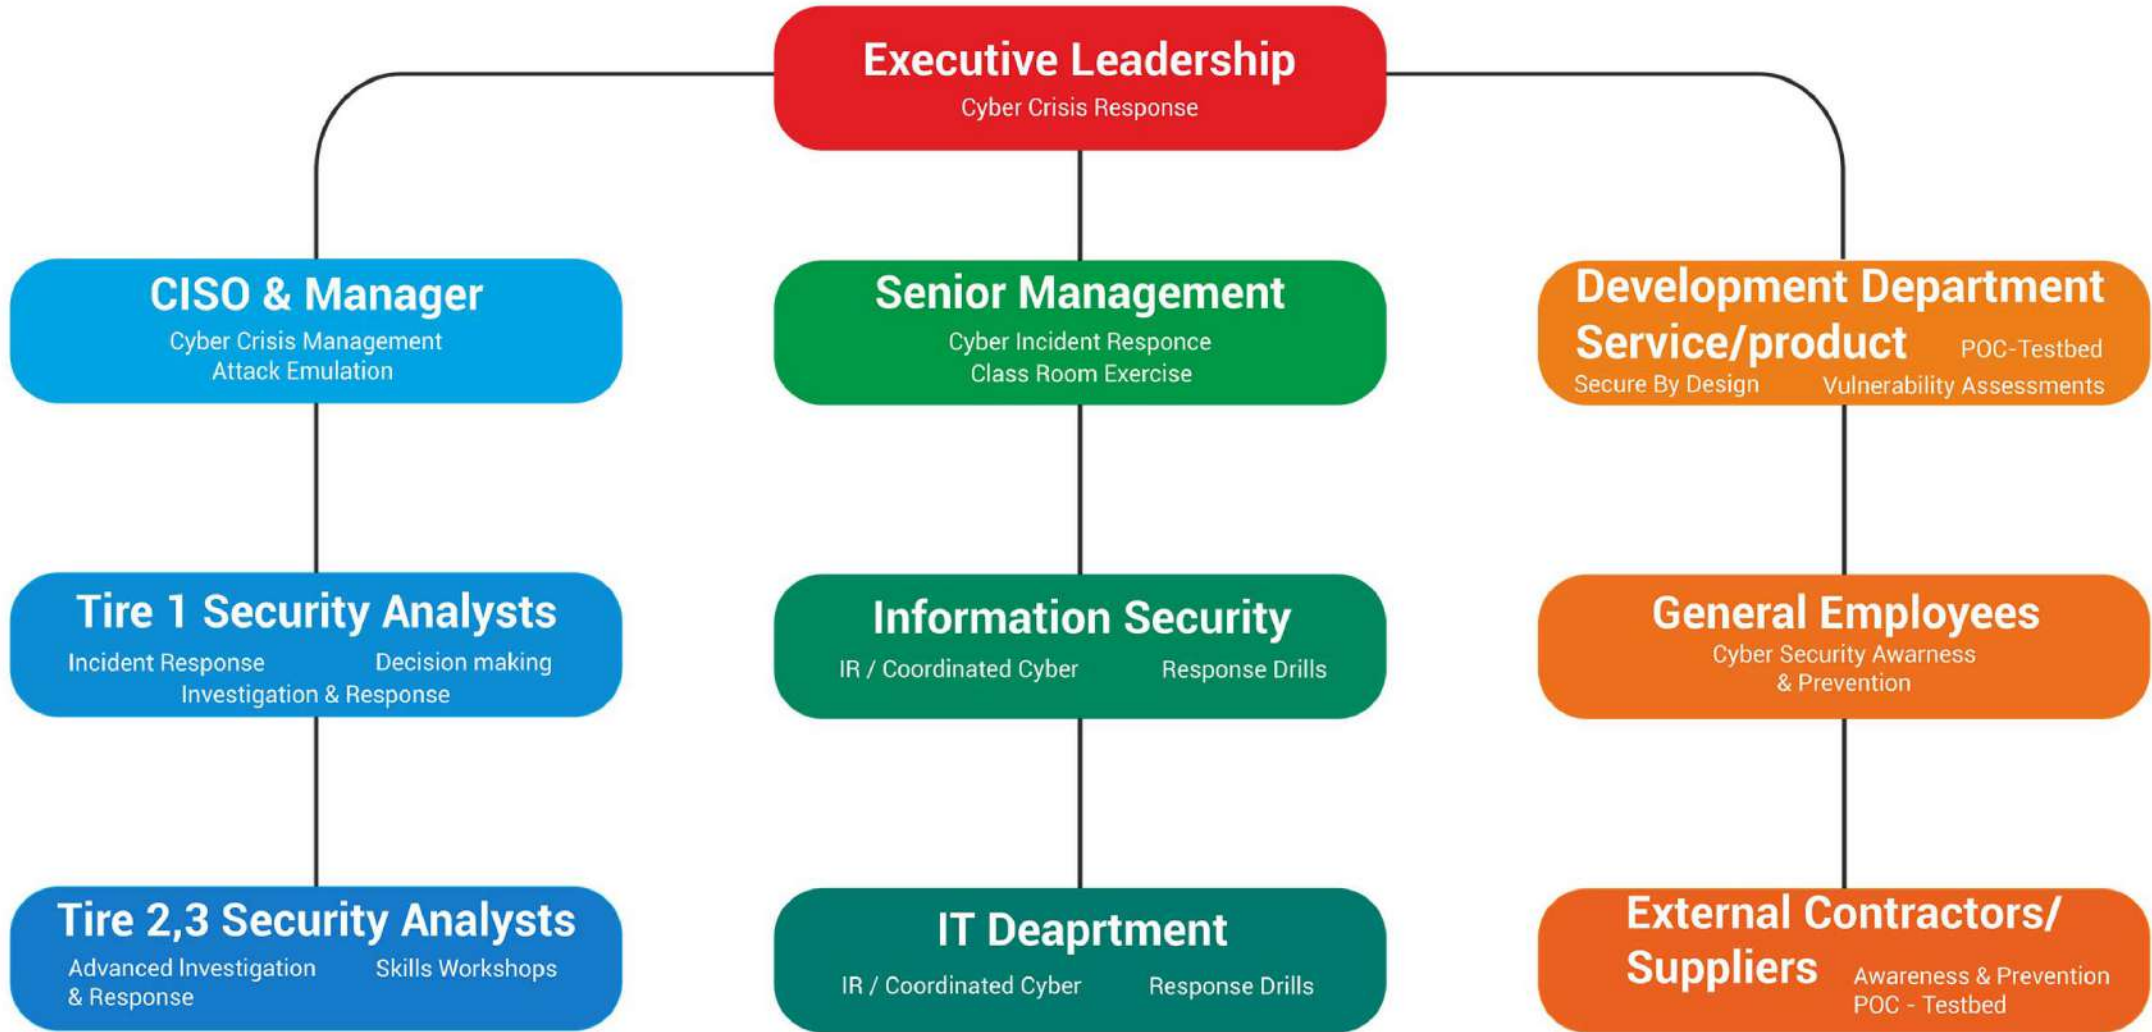 Executive Leadership
Cyber Crisis Response
CISO & Manager
Cyber Crisis Management
Attack Emulation
Senior Management
Cyber Incident Responce
Class Room Exercise
Development Department
Service/product POC-Testbed
Secure By Design Vulnerability Assessments
Tire 1 Security Analysts
Incident Response Decision making
Investigation & Response
Information Security
IR / Coordinated Cyber Response Drills
General Employees
Cyber Security Awarness
& Prevention
Tire 2,3 Security Analysts
Advanced Investigation Skills Workshops
& Response
IT Deaprtment
IR / Coordinated Cyber Response Drills
External Contractors/
Suppliers Awareness & Prevention
POC - Testbed